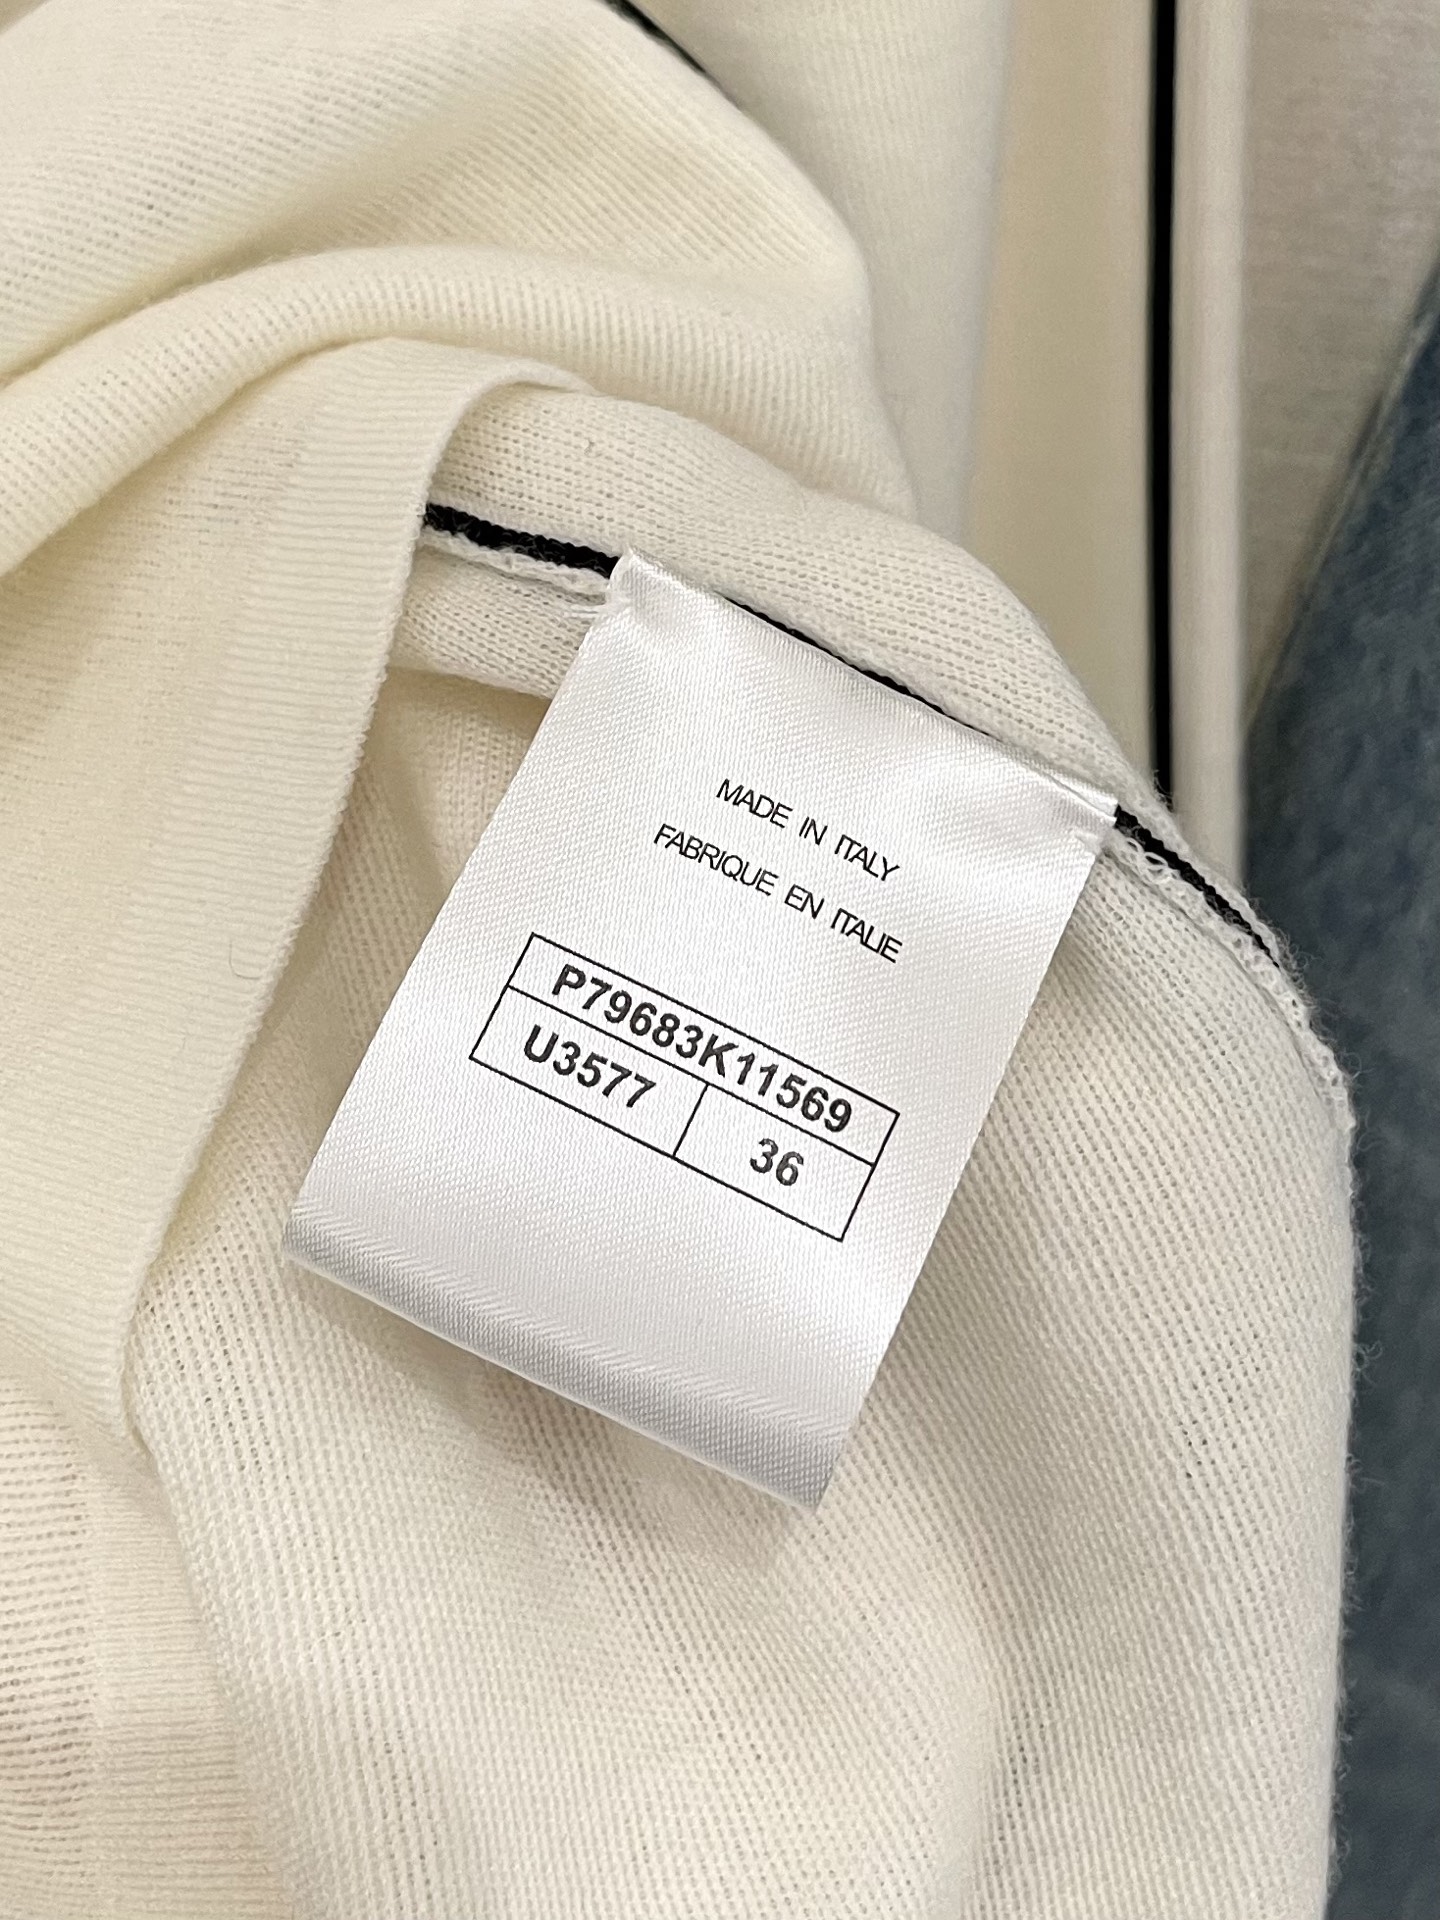 MADE IN ITALY
FABRIQUE EN ITALIE
P79683K11569
U3577 36